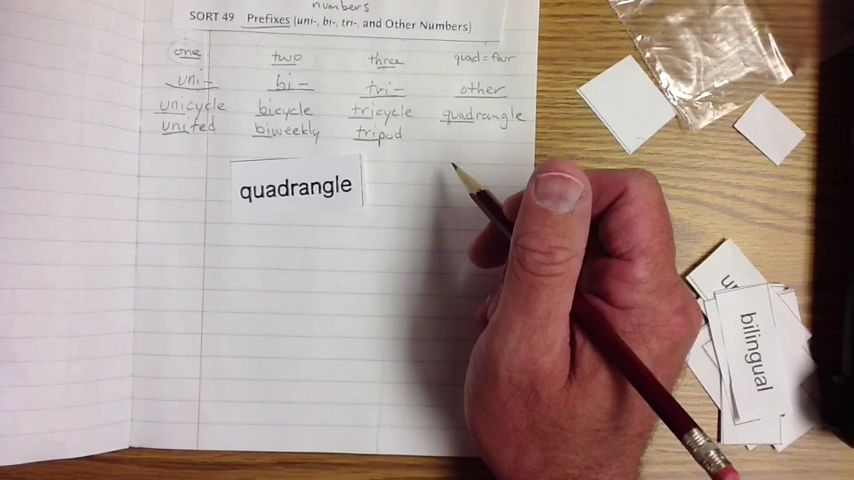 numbers
SORT 49 Prefixes (uni-, bi-, tri-, and Other Numbers)
one two three quad = four
uni- bi- tri- other
unicycle bicycle tricycle quadrangle
united biweekly tripod
quadrangle
bilingual